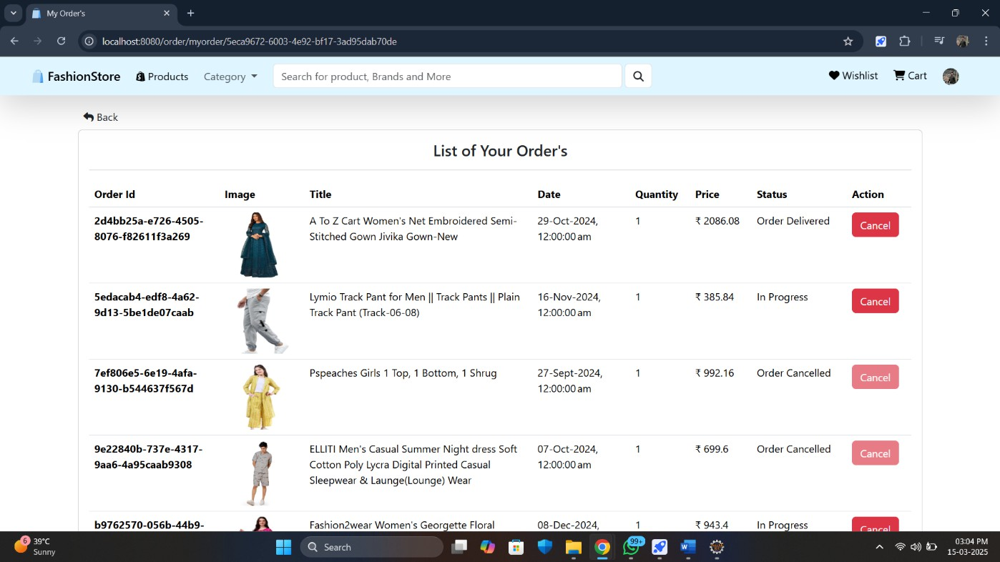 My Order's
localhost:8080/order/myorder/5eca9672-6003-4e92-bf17-3ad95dab70de
FashionStore Products Category Search for product, Brands and More Wishlist Cart
Back
List of Your Order's
Order Id Image Title Date Quantity Price Status Action
2d4bb25a-e726-4505- A To Z Cart Women's Net Embroidered Semi- 29-Oct-2024, 1 ₹ 2086.08 Order Delivered Cancel
8076-f82611f3a269 Stitched Gown Jivika Gown-New 12:00:00 am
5edacab4-edf8-4a62- Lymio Track Pant for Men || Track Pants || Plain 16-Nov-2024, 1 ₹ 385.84 In Progress Cancel
9d13-5be1de07caab Track Pant (Track-06-08) 12:00:00 am
7ef806e5-6e19-4afa- Pspeaches Girls 1 Top, 1 Bottom, 1 Shrug 27-Sept-2024, 1 ₹ 992.16 Order Cancelled Cancel
9130-b544637f567d 12:00:00 am
9e22840b-737e-4317- ELLITI Men's Casual Summer Night dress Soft 07-Oct-2024, 1 ₹ 699.6 Order Cancelled Cancel
9aa6-4a95caab9308 Cotton Poly Lycra Digital Printed Casual 12:00:00 am
Sleepwear & Launge(Lounge) Wear
b9762570-056b-44b9- Fashion2wear Women's Georgette Floral 08-Dec-2024, 1 ₹ 943.4 In Progress Cancel
6 39°C Search 99+ 03:04 PM
Sunny 15-03-2025